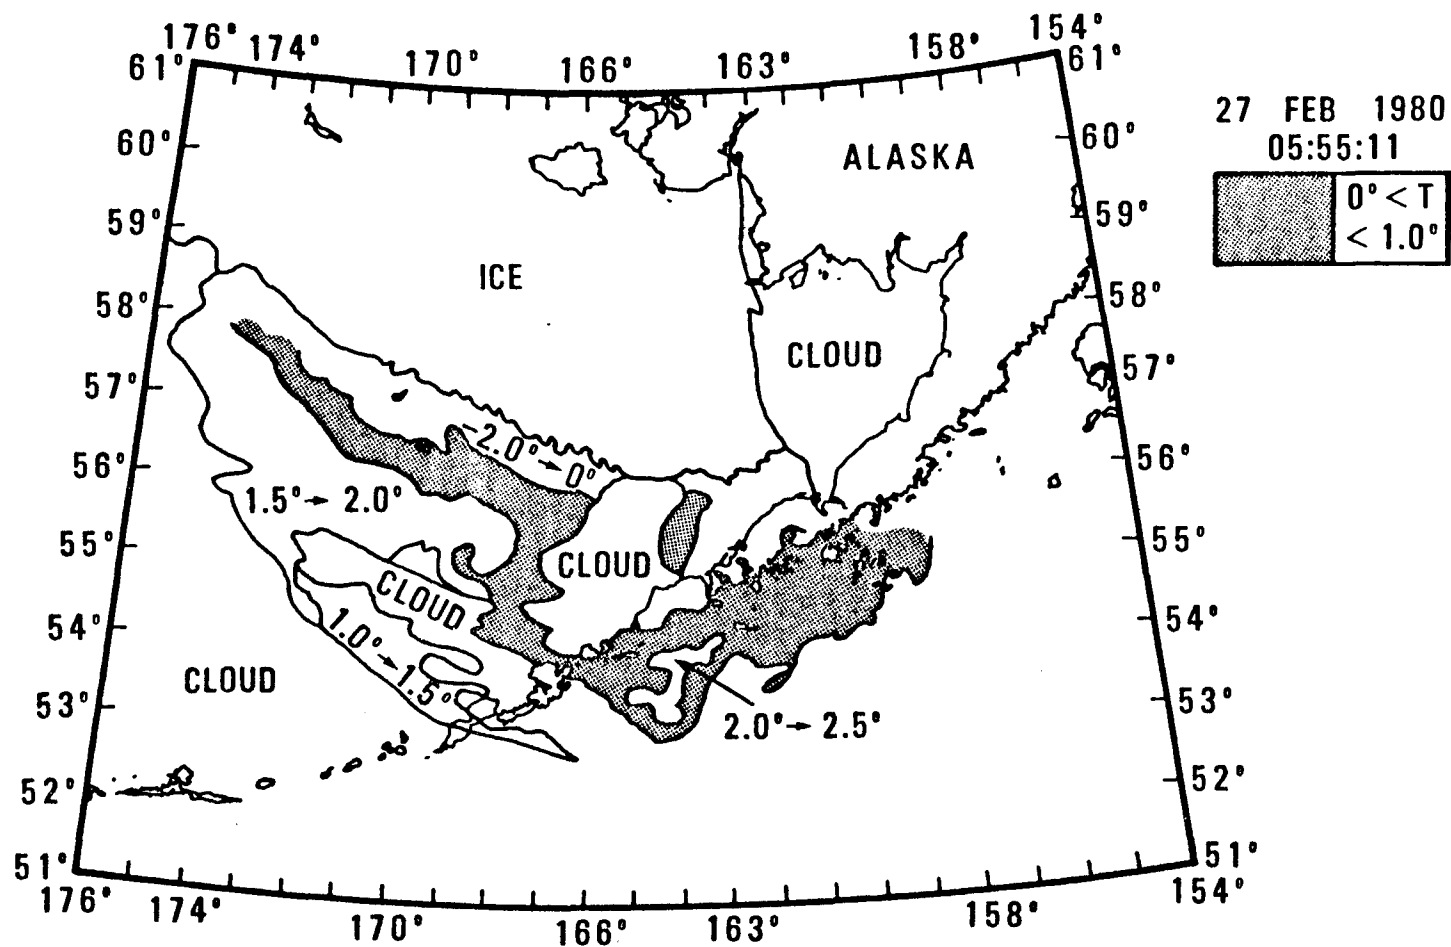 176° 174° 170° 166° 163° 158° 154°
61° 61°
27 FEB 1980
05:55:11
0° < T
< 1.0°
60° 60°
ALASKA
59° 59°
ICE
58° 58°
CLOUD
57° 57°
-2.0° → 0°
56° 56°
1.5° → 2.0°
55° 55°
CLOUD
CLOUD
54° 54°
1.0° → 1.5°
CLOUD
53° 53°
2.0° → 2.5°
52° 52°
51° 51°
176° 174° 170° 166° 163° 158° 154°